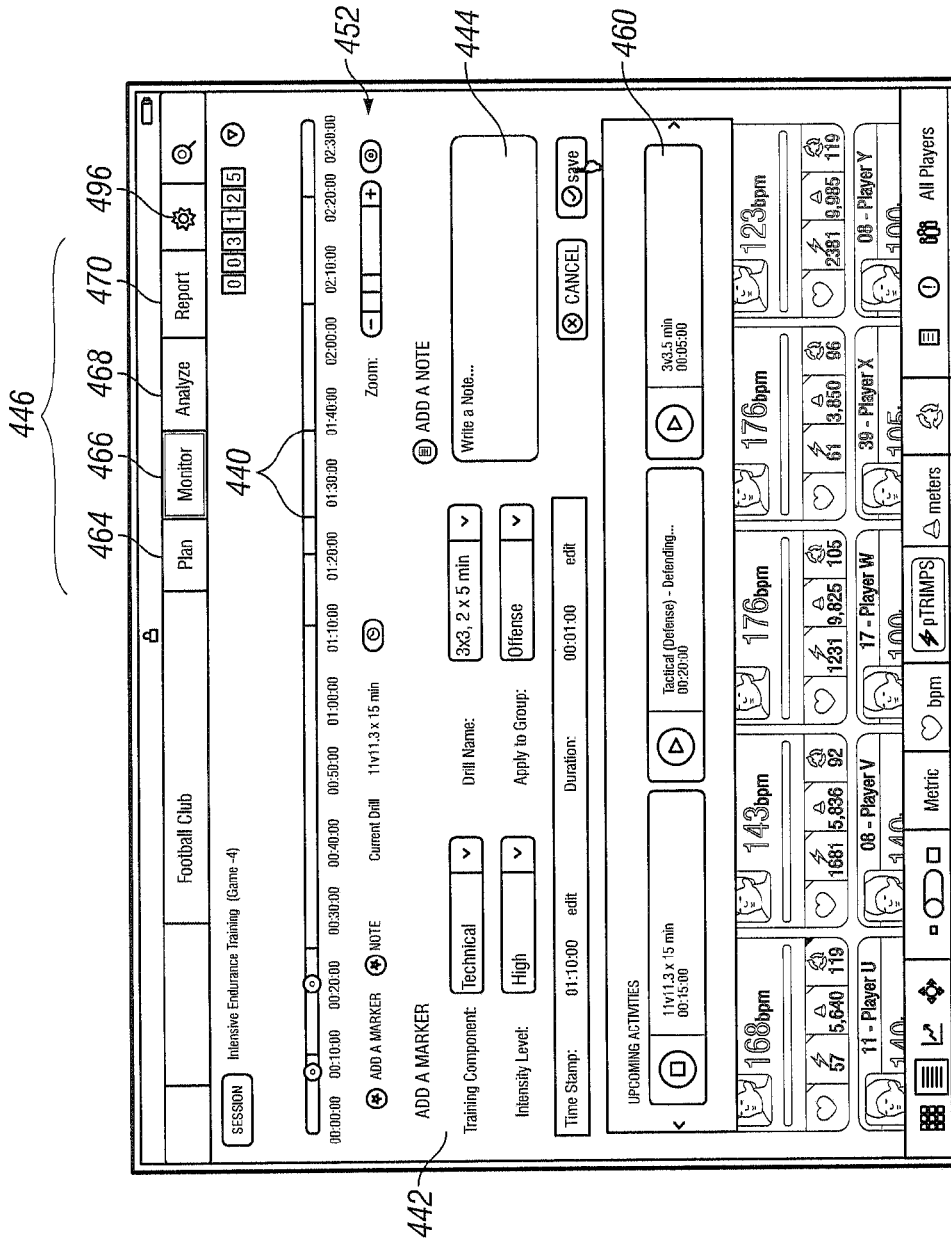 446
464 466 468 470 496
Football Club Plan Monitor Analyze Report
SESSION Intensive Endurance Training (Game -4) 0 0 3 1 2 5
440
00:00:00 00:10:00 00:20:00 00:30:00 00:40:00 00:50:00 01:00:00 01:10:00 01:20:00 01:30:00 01:40:00 02:00:00 02:10:00 02:20:00 02:30:00
ADD A MARKER NOTE Current Drill 11v11.3 x 15 min Zoom: - +
452
ADD A MARKER ADD A NOTE
442
Training Component: Technical Drill Name: 3x3, 2 x 5 min Write a Note...
444
Intensity Level: High Apply to Group: Offense
Time Stamp: 01:10:00 edit Duration: 00:01:00 edit CANCEL save
UPCOMING ACTIVITIES
460
11v11.3 x 15 min Tactical (Defense) - Defending... 3v3.5 min
00:15:00 00:20:00 00:05:00
168bpm 143bpm 176bpm 176bpm 123bpm
57 5,640 119 1681 5,836 92 1231 9,825 105 61 3,850 96 2381 9,985 119
11 - Player U 08 - Player V 17 - Player W 39 - Player X 08 - Player Y
140. 140. 100. 105. 100.
Metric bpm pTRIMPS meters All Players